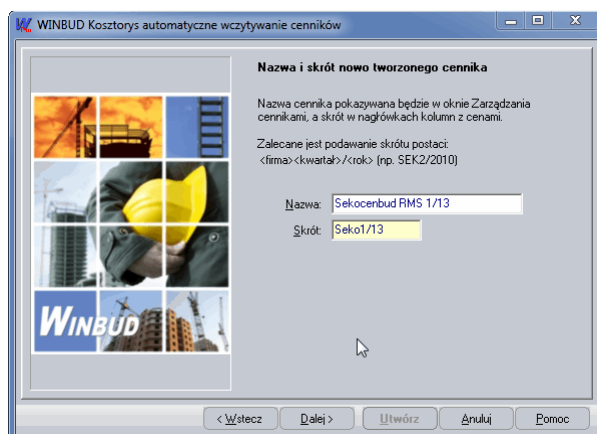 WINBUD Kosztorys automatyczne wczytywanie cenników
Nazwa i skrót nowo tworzonego cennika
Nazwa cennika pokazywana będzie w oknie Zarządzania
cennikami, a skrót w nagłówkach kolumn z cenami.
Zalecane jest podawanie skrótu postaci:
<firma><kwartał>/<rok> (np. SEK2/2010)
Nazwa: Sekocenbud RMS 1/13
Skrót: Seko1/13
WINBUD
< Wstecz Dalej > Utwórz Anuluj Pomoc